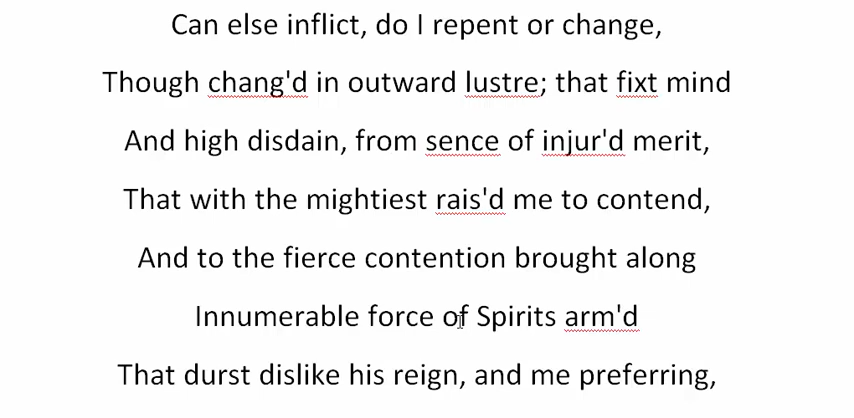 Can else inflict, do I repent or change,
Though chang'd in outward lustre; that fixt mind
And high disdain, from sence of injur'd merit,
That with the mightiest rais'd me to contend,
And to the fierce contention brought along
Innumerable force of Spirits arm'd
That durst dislike his reign, and me preferring,